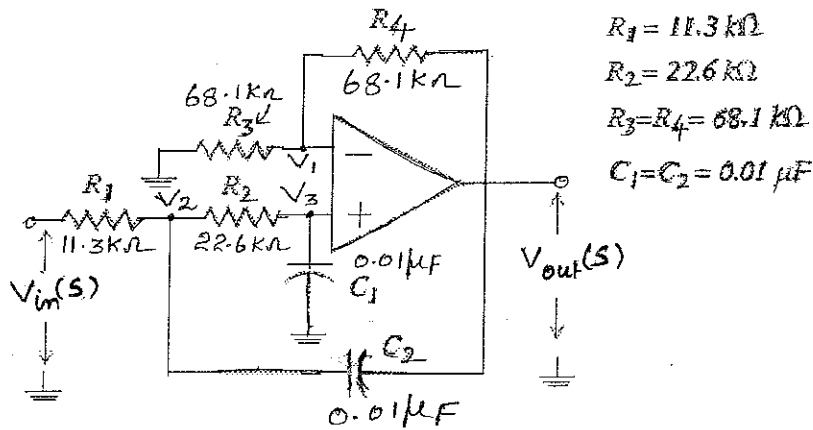 R4
68.1KΩ
R1 = 11.3 kΩ
R2 = 22.6 kΩ
R3=R4= 68.1 kΩ
C1=C2= 0.01 µF
68.1KΩ
R3
V1
−
R1
V2
R2
V3
+
11.3KΩ
22.6KΩ
0.01µF
C1
Vin(S)
Vout(S)
C2
0.01µF